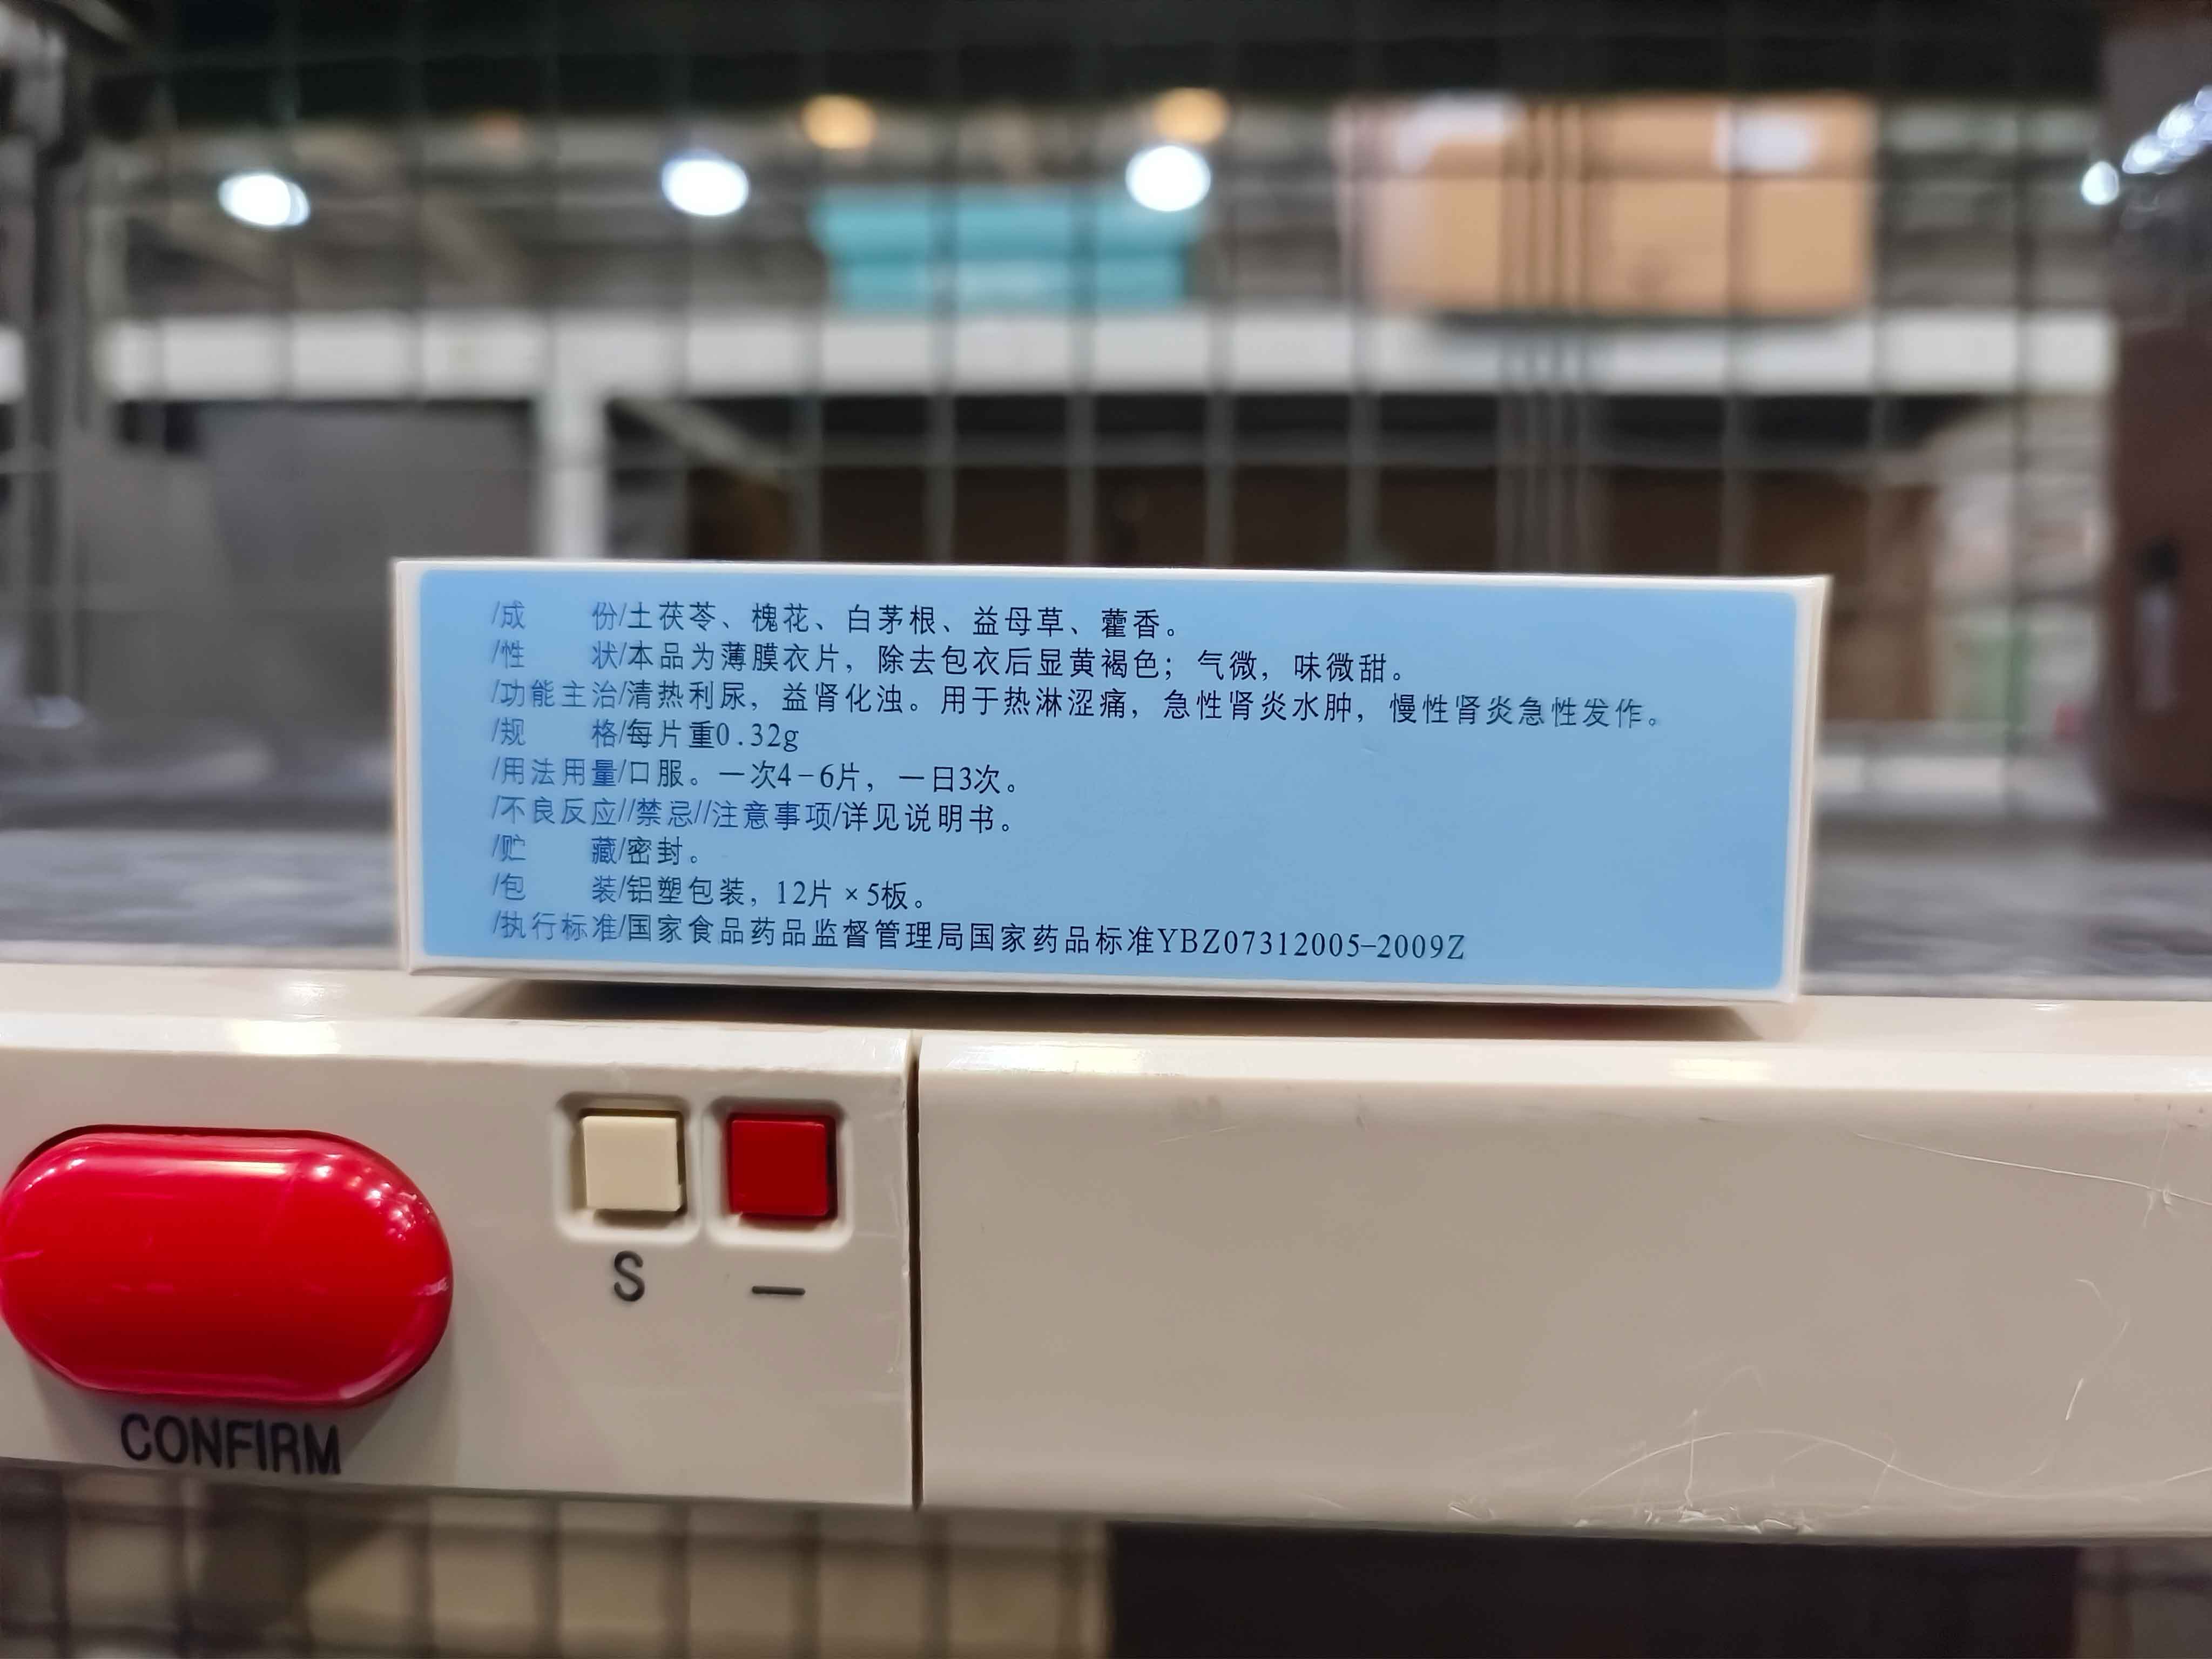 /成 份/土茯苓、槐花、白茅根、益母草、藿香。
/性 状/本品为薄膜衣片，除去包衣后显黄褐色；气微，味微甜。
/功能主治/清热利尿，益肾化浊。用于热淋涩痛，急性肾炎水肿，慢性肾炎急性发作。
/规 格/每片重0.32g
/用法用量/口服。一次4-6片，一日3次。
/不良反应//禁忌//注意事项/详见说明书。
/贮 藏/密封。
/包 装/铝塑包装，12片×5板。
/执行标准/国家食品药品监督管理局国家药品标准YBZ07312005-2009Z
S —
CONFIRM